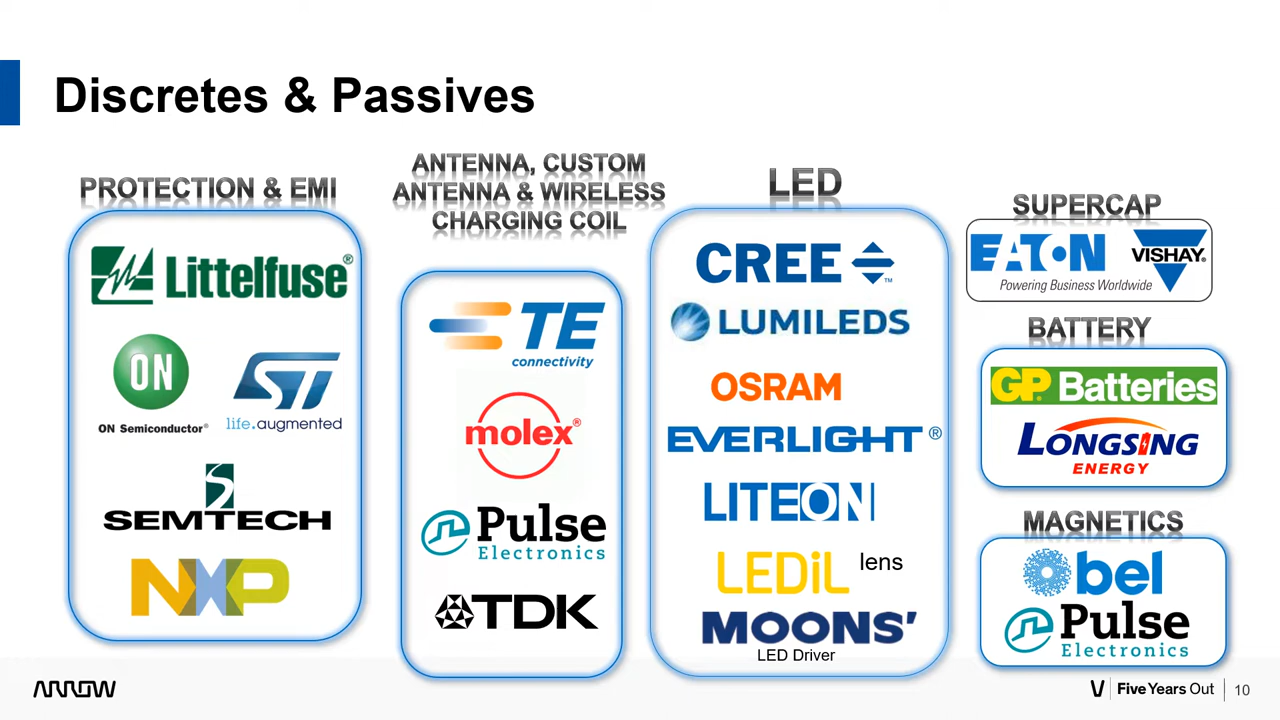 Discretes & Passives
PROTECTION & EMI
Littelfuse®
ON
ON Semiconductor®
ST
life.augmented
SEMTECH
NXP
ANTENNA, CUSTOM
ANTENNA & WIRELESS
CHARGING COIL
TE
connectivity
molex®
Pulse
Electronics
TDK
LED
CREE™
LUMILEDS
OSRAM
EVERLIGHT®
LITEON
LEDiL lens
MOONS'
LED Driver
SUPERCAP
EATON
Powering Business Worldwide
VISHAY®
BATTERY
GP Batteries
LONGSING
ENERGY
MAGNETICS
bel
Pulse
Electronics
ARROW
Five Years Out
10